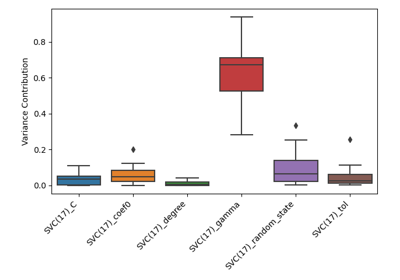 Variance Contribution
0.8
0.6
0.4
0.2
0.0
SVC(17)_C
SVC(17)_coef0
SVC(17)_degree
SVC(17)_gamma
SVC(17)_random_state
SVC(17)_tol